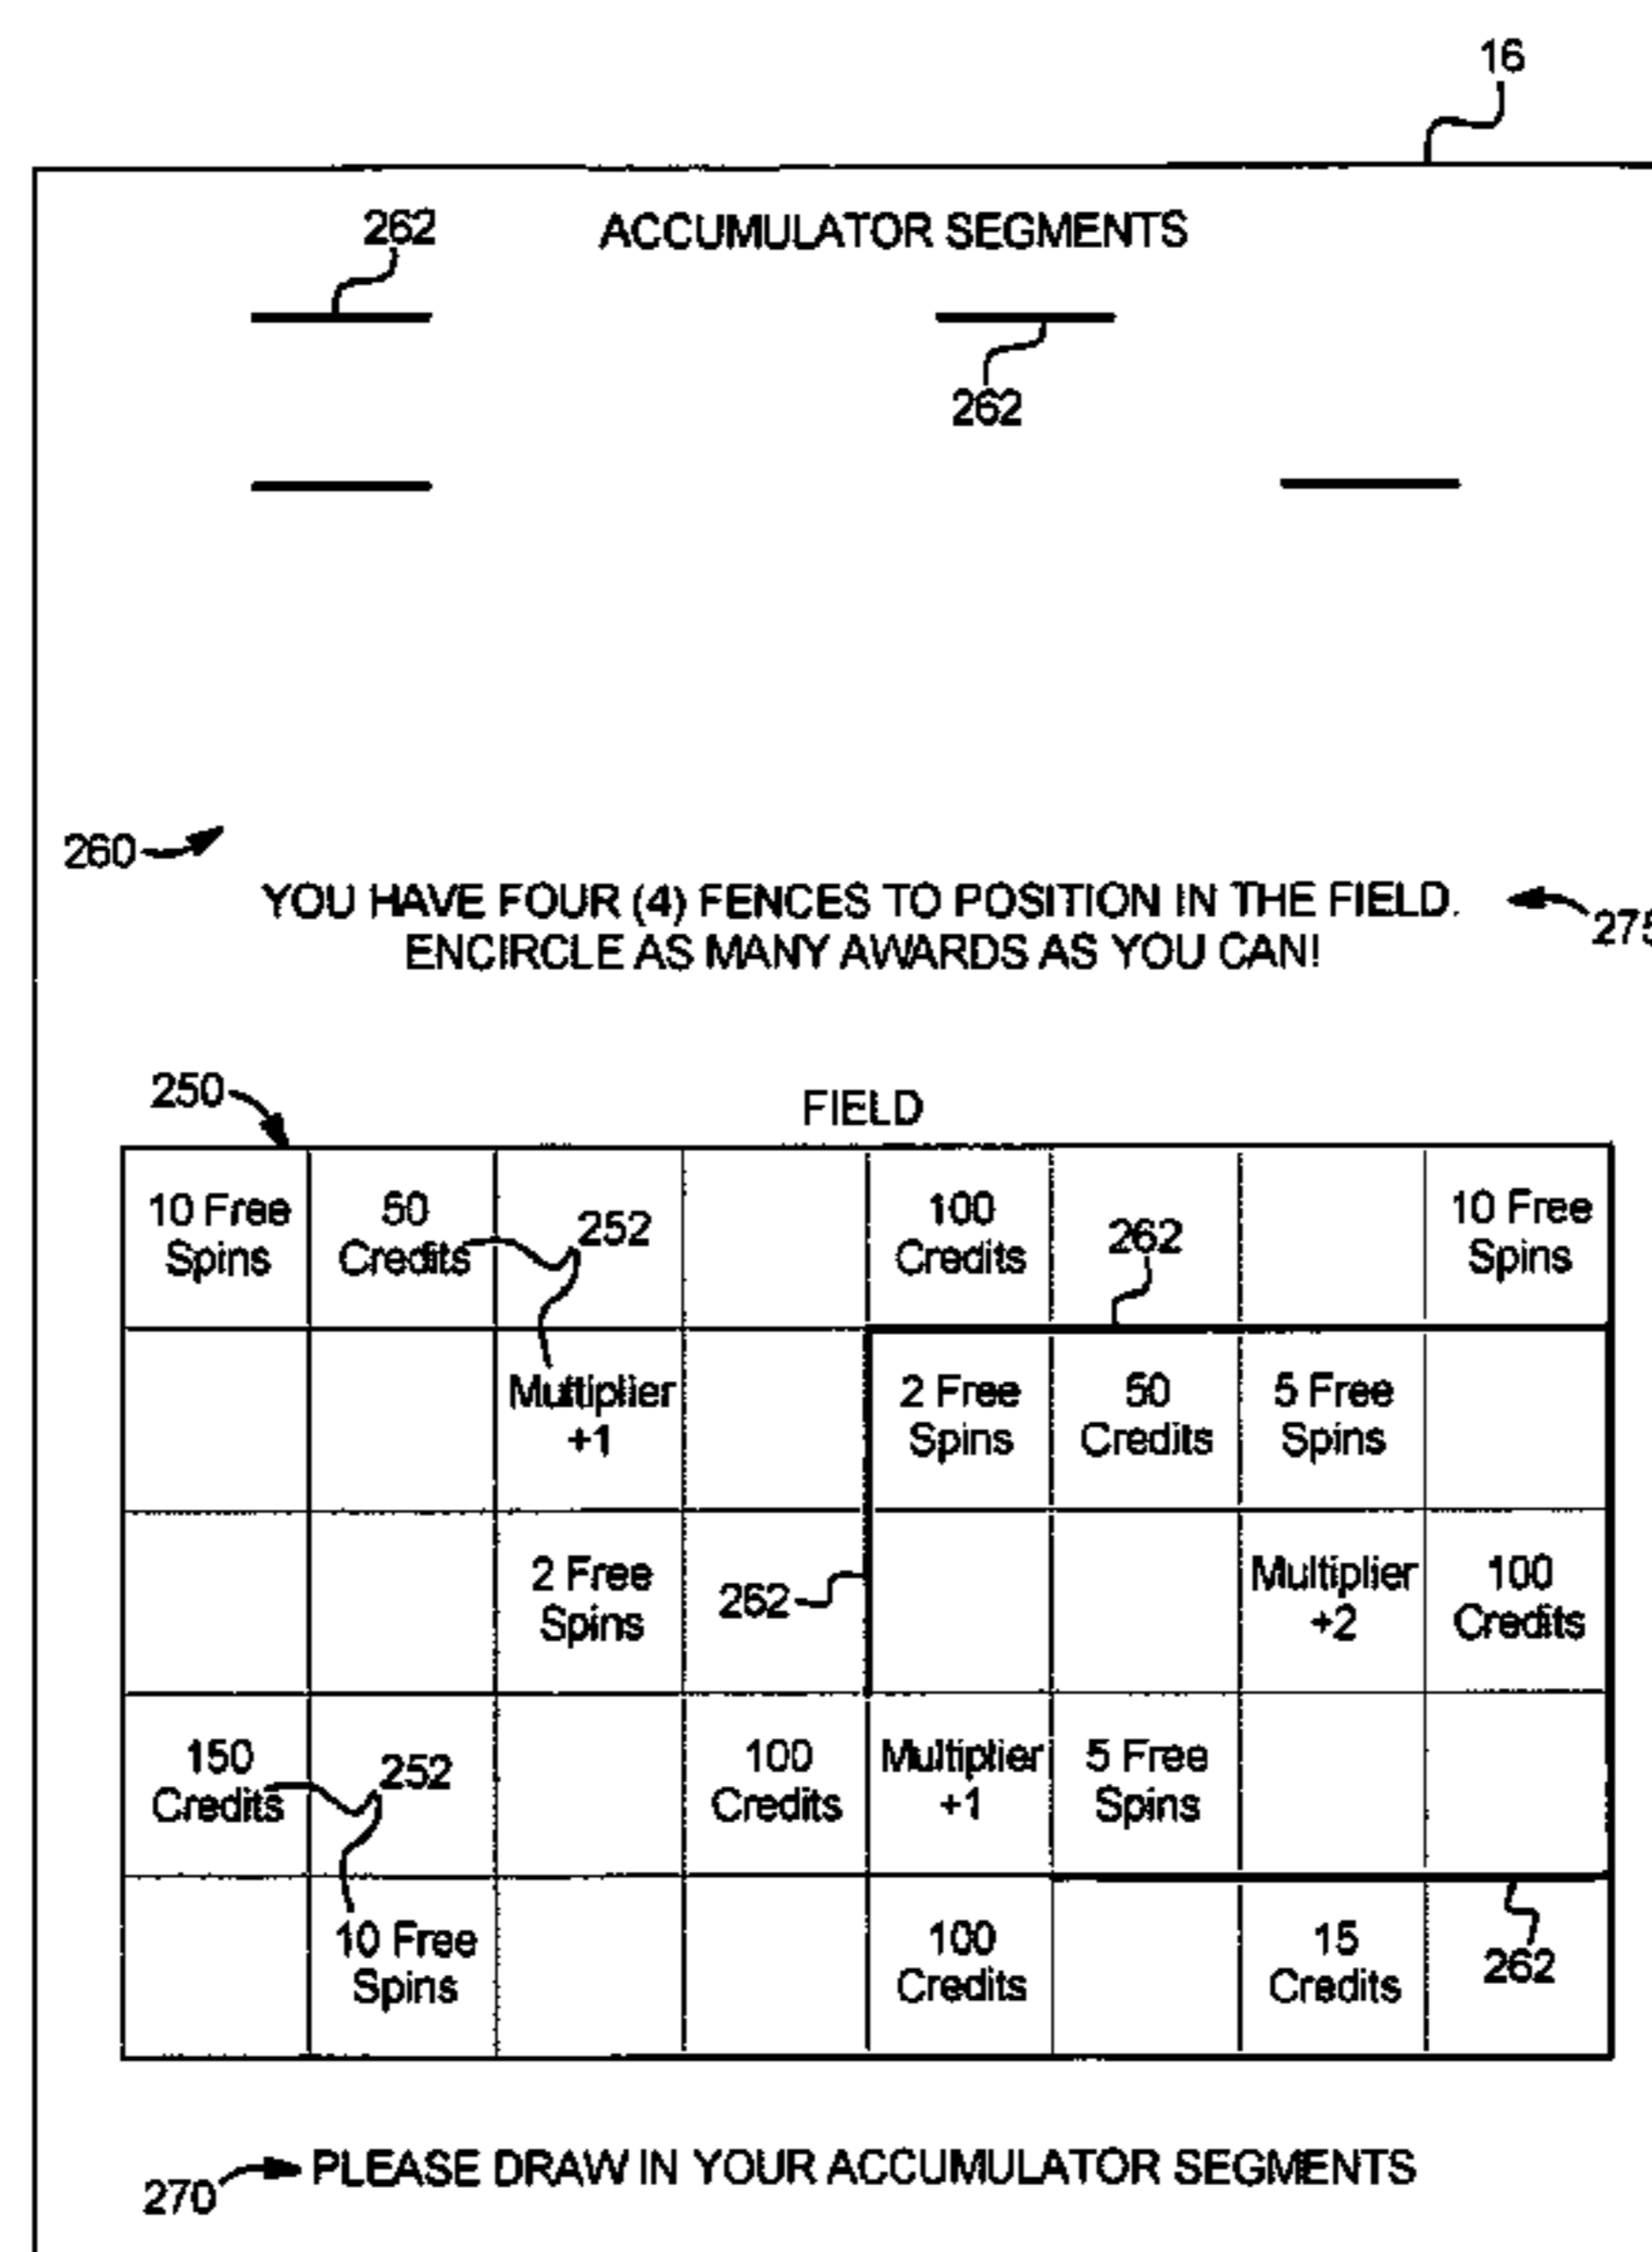 16
262
ACCUMULATOR SEGMENTS
262
260
YOU HAVE FOUR (4) FENCES TO POSITION IN THE FIELD.
275
ENCIRCLE AS MANY AWARDS AS YOU CAN!
250
FIELD
10 Free
Spins
50
Credits
252
100
Credits
262
10 Free
Spins
Multiplier
+1
2 Free
Spins
50
Credits
5 Free
Spins
2 Free
Spins
262
Multiplier
+2
100
Credits
150
Credits
252
100
Credits
Multiplier
+1
5 Free
Spins
10 Free
Spins
100
Credits
15
Credits
262
270
PLEASE DRAW IN YOUR ACCUMULATOR SEGMENTS